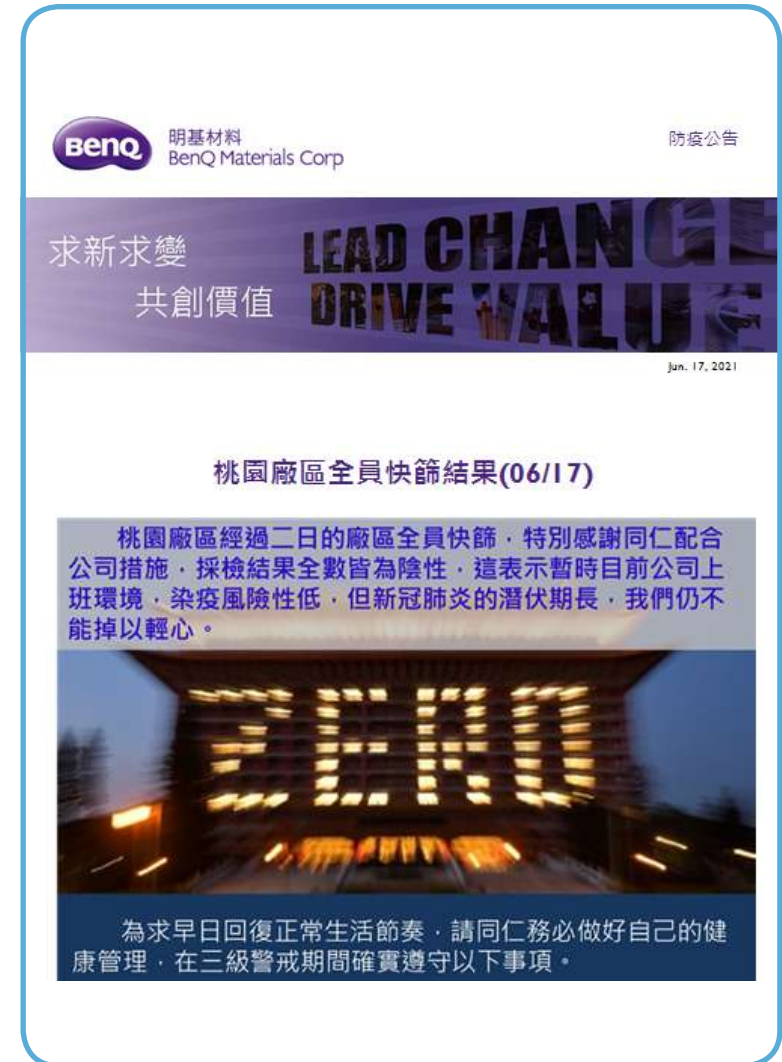 BenQ
明基材料
BenQ Materials Corp
防疫公告
求新求變
共創價值
LEAD CHANGE
DRIVE VALUE
Jun. 17, 2021
桃園廠區全員快篩結果(06/17)
桃園廠區經過二日的廠區全員快篩，特別感謝同仁配合
公司措施，採檢結果全數皆為陰性，這表示暫時目前公司上
班環境，染疫風險性低，但新冠肺炎的潛伏期長，我們仍不
能掉以輕心。
ZERO
為求早日回復正常生活節奏，請同仁務必做好自己的健
康管理，在三級警戒期間確實遵守以下事項。